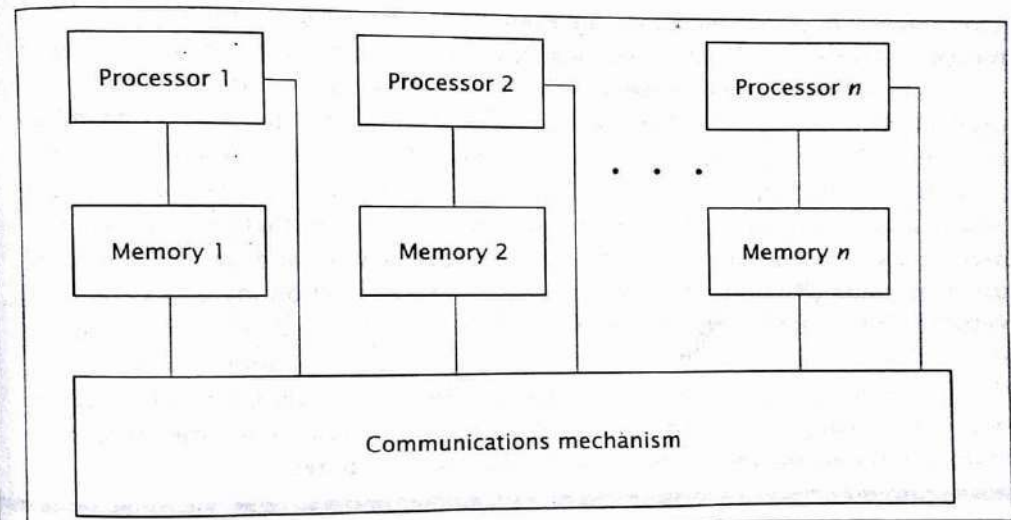 Processor 1
Processor 2
Processor n
. . .
Memory 1
Memory 2
Memory n
Communications mechanism